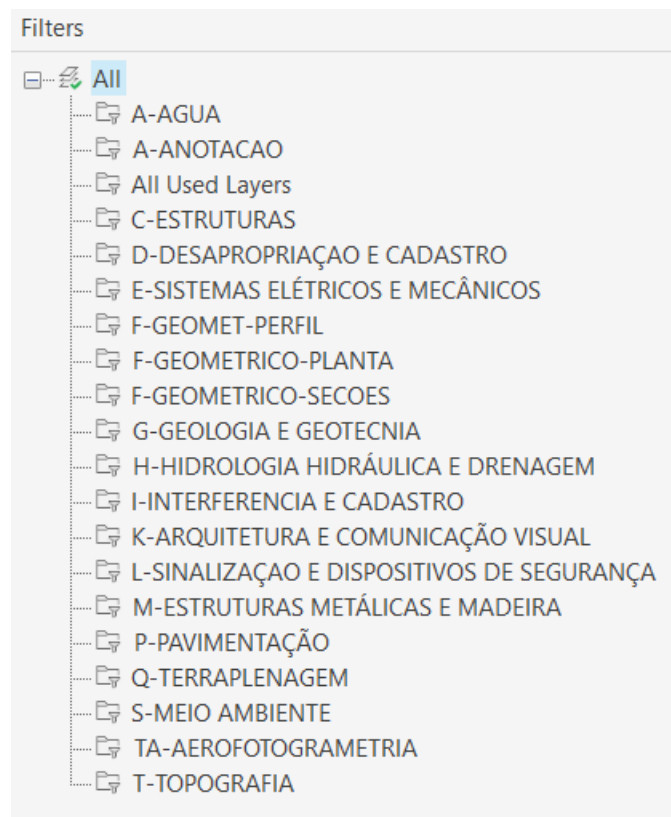 Filters
All
A-AGUA
A-ANOTACAO
All Used Layers
C-ESTRUTURAS
D-DESAPROPRIAÇAO E CADASTRO
E-SISTEMAS ELÉTRICOS E MECÂNICOS
F-GEOMET-PERFIL
F-GEOMETRICO-PLANTA
F-GEOMETRICO-SECOES
G-GEOLOGIA E GEOTECNIA
H-HIDROLOGIA HIDRÁULICA E DRENAGEM
I-INTERFERENCIA E CADASTRO
K-ARQUITETURA E COMUNICAÇÃO VISUAL
L-SINALIZAÇAO E DISPOSITIVOS DE SEGURANÇA
M-ESTRUTURAS METÁLICAS E MADEIRA
P-PAVIMENTAÇÃO
Q-TERRAPLENAGEM
S-MEIO AMBIENTE
TA-AEROFOTOGRAMETRIA
T-TOPOGRAFIA